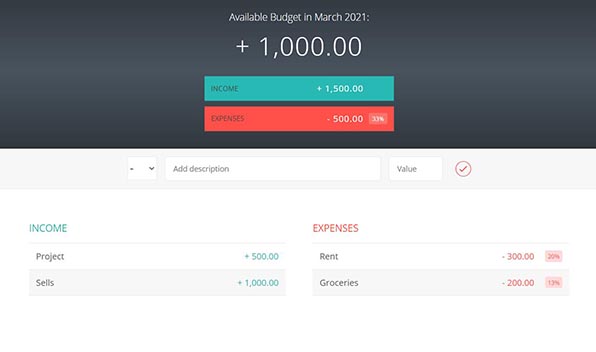 Available Budget in March 2021:
+ 1,000.00
INCOME + 1,500.00
EXPENSES - 500.00 33%
- Add description Value
INCOME EXPENSES
Project + 500.00 Rent - 300.00 20%
Sells + 1,000.00 Groceries - 200.00 13%